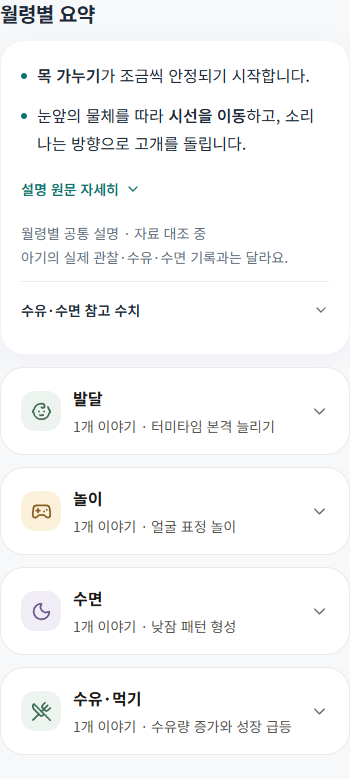 월령별 요약
목 가누기가 조금씩 안정되기 시작합니다.
눈앞의 물체를 따라 시선을 이동하고, 소리
나는 방향으로 고개를 돌립니다.
설명 원문 자세히
월령별 공통 설명 · 자료 대조 중
아기의 실제 관찰·수유·수면 기록과는 달라요.
수유·수면 참고 수치
발달
1개 이야기 · 터미타임 본격 늘리기
놀이
1개 이야기 · 얼굴 표정 놀이
수면
1개 이야기 · 낮잠 패턴 형성
수유·먹기
1개 이야기 · 수유량 증가와 성장 급등